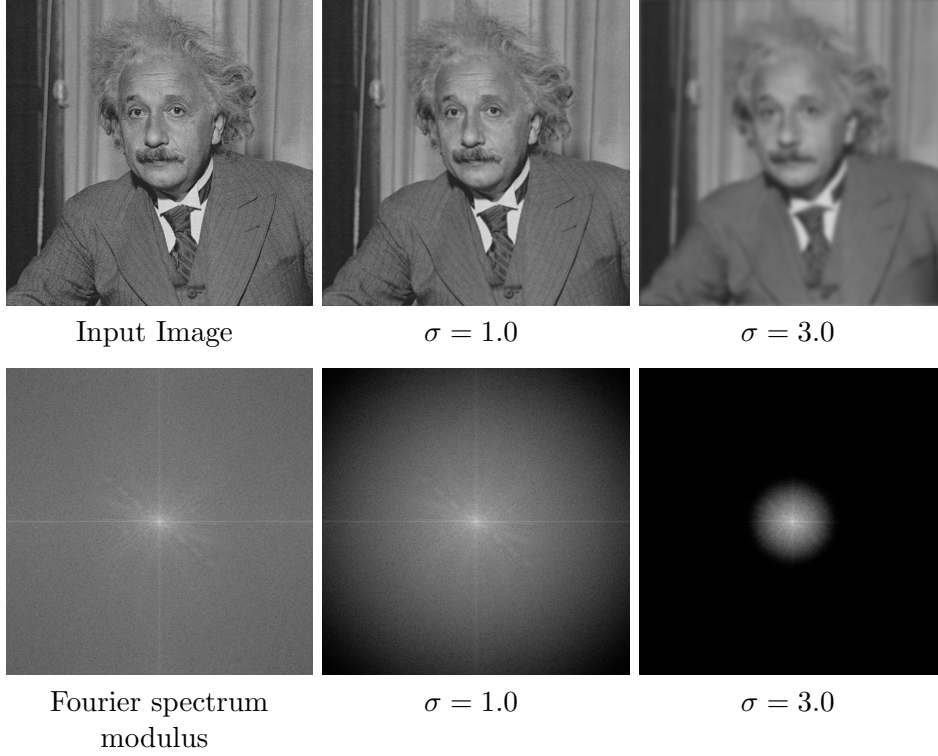 Input Image
σ = 1.0
σ = 3.0
Fourier spectrum
modulus
σ = 1.0
σ = 3.0